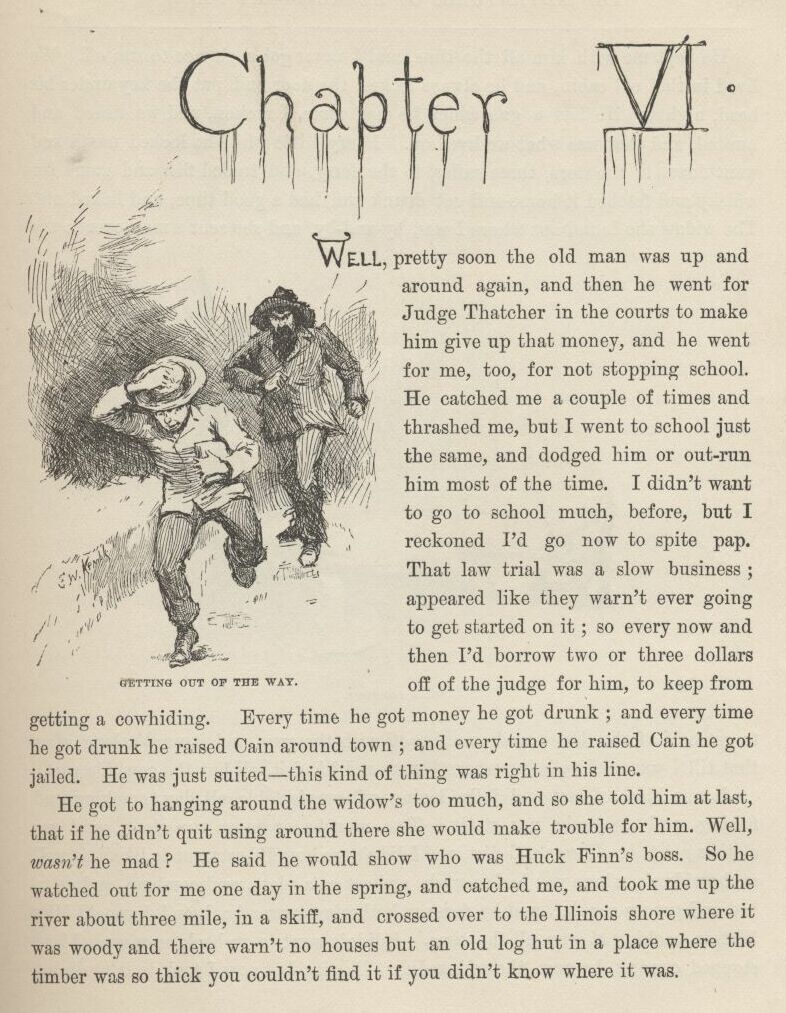 Chapter VI.
WELL, pretty soon the old man was up and
around again, and then he went for
Judge Thatcher in the courts to make
him give up that money, and he went
for me, too, for not stopping school.
He catched me a couple of times and
thrashed me, but I went to school just
the same, and dodged him or out-run
him most of the time. I didn't want
to go to school much, before, but I
reckoned I'd go now to spite pap.
That law trial was a slow business ;
appeared like they warn't ever going
to get started on it ; so every now and
then I'd borrow two or three dollars
off of the judge for him, to keep from
E.W. Kemble
GETTING OUT OF THE WAY.
getting a cowhiding. Every time he got money he got drunk ; and every time
he got drunk he raised Cain around town ; and every time he raised Cain he got
jailed. He was just suited—this kind of thing was right in his line.
He got to hanging around the widow's too much, and so she told him at last,
that if he didn't quit using around there she would make trouble for him. Well,
wasn't he mad ? He said he would show who was Huck Finn's boss. So he
watched out for me one day in the spring, and catched me, and took me up the
river about three mile, in a skiff, and crossed over to the Illinois shore where it
was woody and there warn't no houses but an old log hut in a place where the
timber was so thick you couldn't find it if you didn't know where it was.